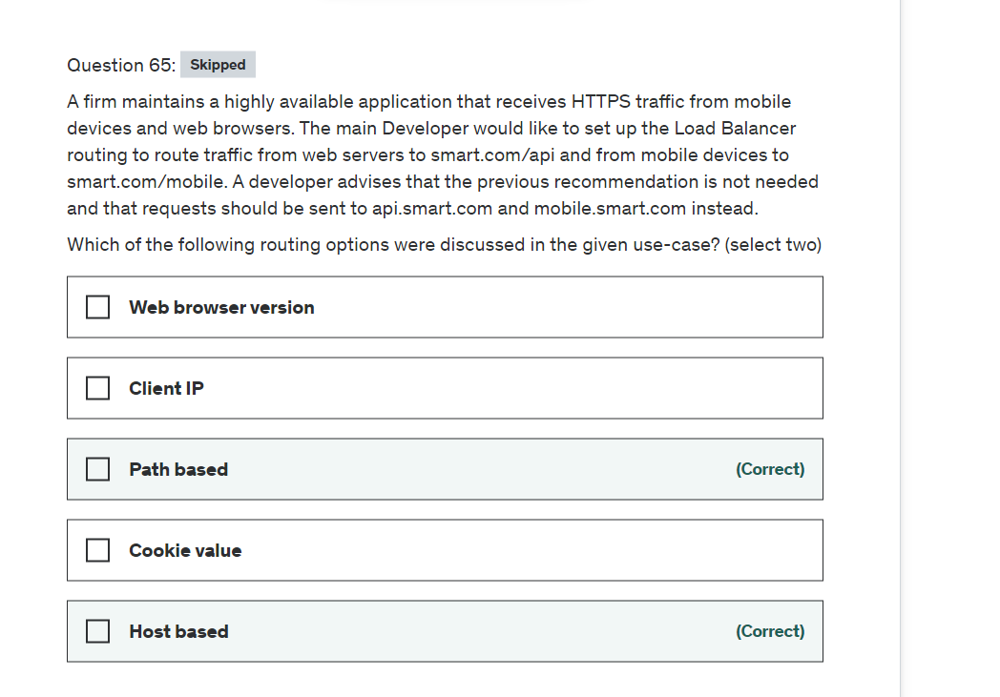 Question 65: Skipped
A firm maintains a highly available application that receives HTTPS traffic from mobile
devices and web browsers. The main Developer would like to set up the Load Balancer
routing to route traffic from web servers to smart.com/api and from mobile devices to
smart.com/mobile. A developer advises that the previous recommendation is not needed
and that requests should be sent to api.smart.com and mobile.smart.com instead.
Which of the following routing options were discussed in the given use-case? (select two)
Web browser version
Client IP
Path based (Correct)
Cookie value
Host based (Correct)